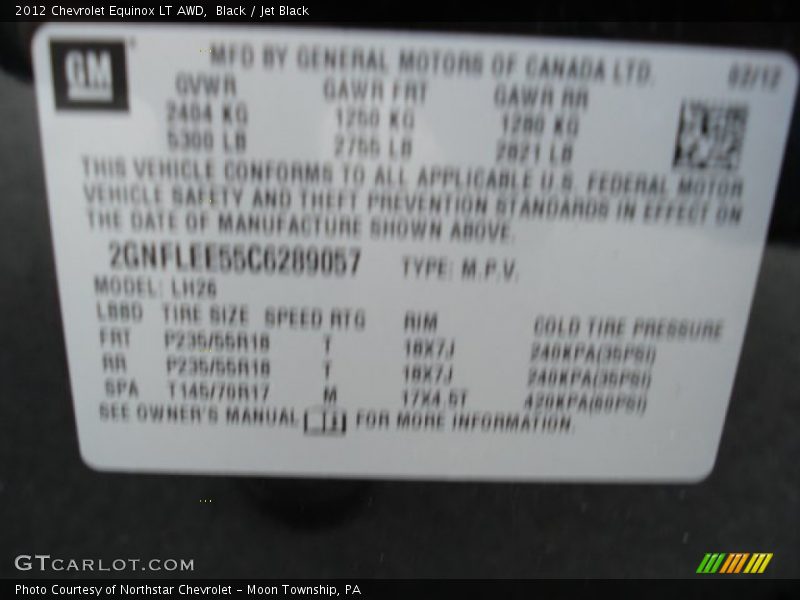 2012 Chevrolet Equinox LT AWD,  Black / Jet Black
GM
MFD BY GENERAL MOTORS OF CANADA LTD.
02/12
GVWR GAWR FRT GAWR RR
2404 KG 1250 KG 1280 KG
5300 LB 2755 LB 2821 LB
THIS VEHICLE CONFORMS TO ALL APPLICABLE U.S. FEDERAL MOTOR
VEHICLE SAFETY AND THEFT PREVENTION STANDARDS IN EFFECT ON
THE DATE OF MANUFACTURE SHOWN ABOVE.
2GNFLEE55C6289057 TYPE: M.P.V.
MODEL: LH26
TIRE SIZE SPEED RTG RIM COLD TIRE PRESSURE
FRT P235/55R18 T 18X7J 240KPA(35PSI)
RR P235/55R18 T 18X7J 240KPA(35PSI)
SPA T145/70R17 M 17X4.5T 420KPA(60PSI)
SEE OWNER'S MANUAL FOR MORE INFORMATION.
GTCARLOT.COM
Photo Courtesy of Northstar Chevrolet - Moon Township, PA